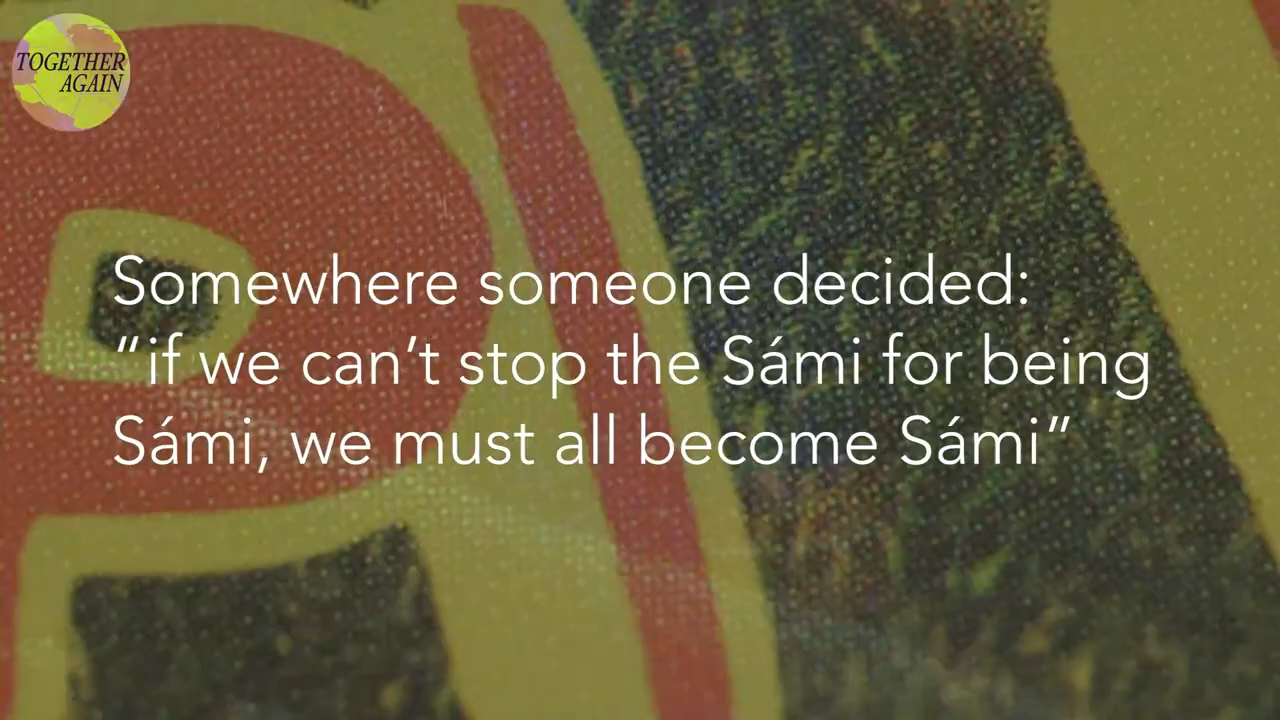 TOGETHER
AGAIN
Somewhere someone decided:
“if we can’t stop the Sámi for being
Sámi, we must all become Sámi”